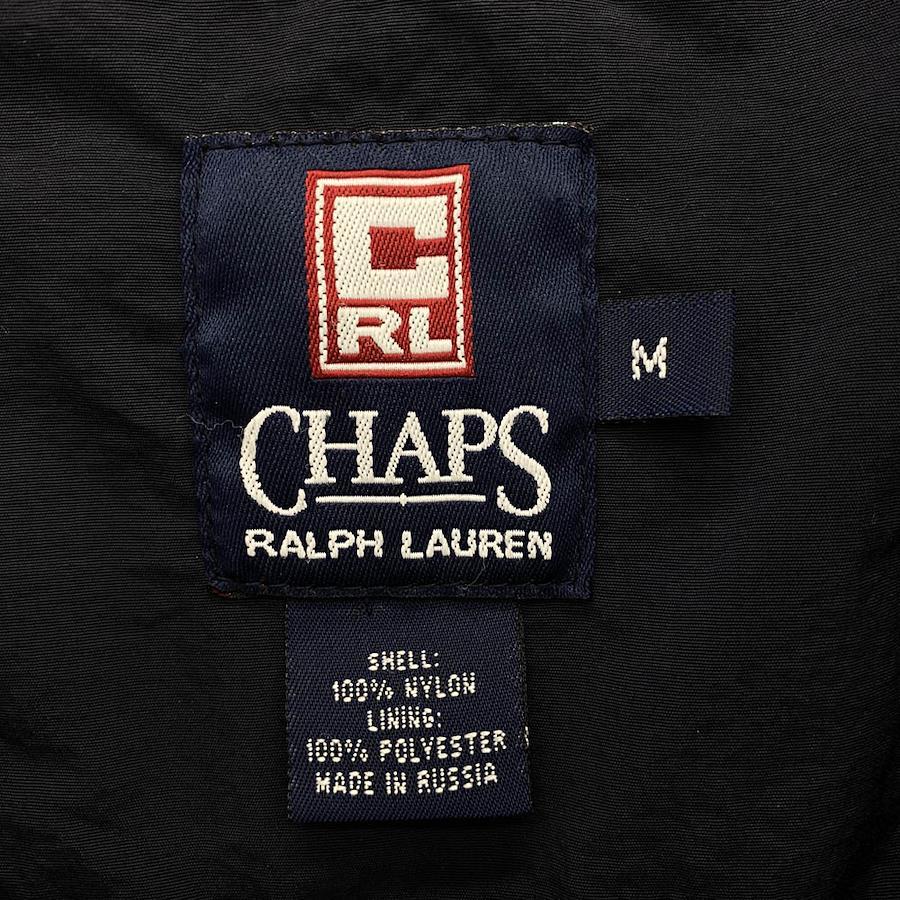 C
RL
M
CHAPS
RALPH LAUREN
SHELL:
100% NYLON
LINING:
100% POLYESTER
MADE IN RUSSIA